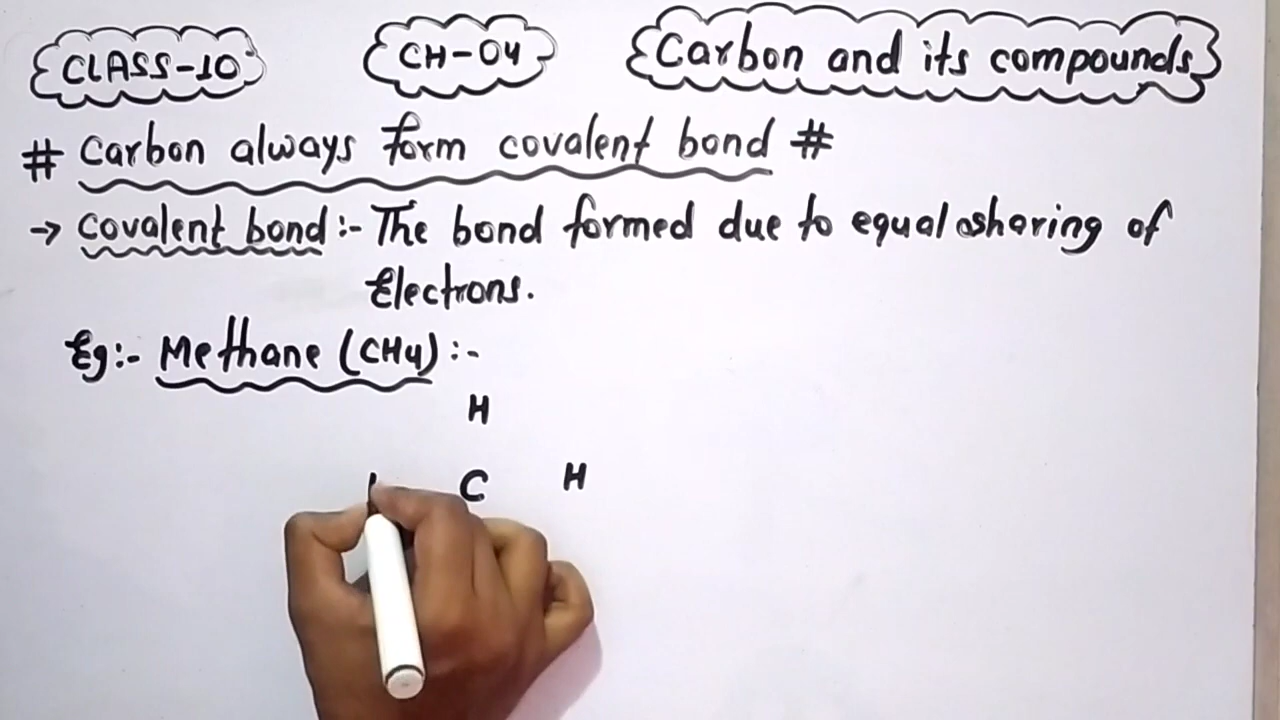 CLASS-10 CH-04 Carbon and its compounds
# Carbon always form covalent bond #
→ Covalent bond :- The bond formed due to equal sharing of
Electrons.
Eg:- Methane (CH4) :-
H
C H